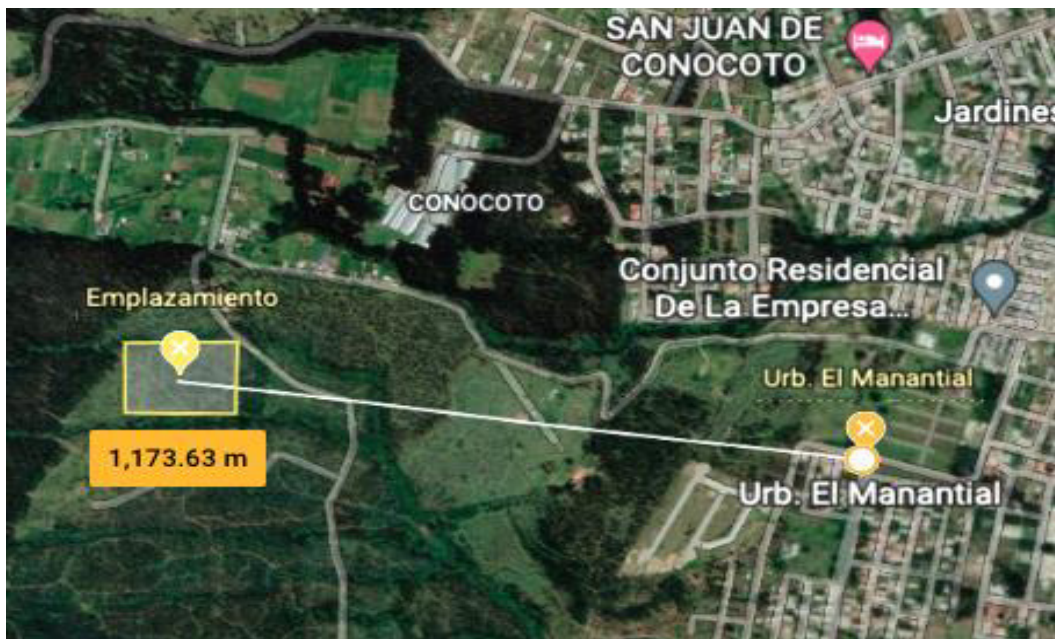 SAN JUAN DE
CONOCOTO
Jardines
CONOCOTO
Conjunto Residencial
De La Empresa...
Emplazamiento
Urb. El Manantial
1,173.63 m
Urb. El Manantial